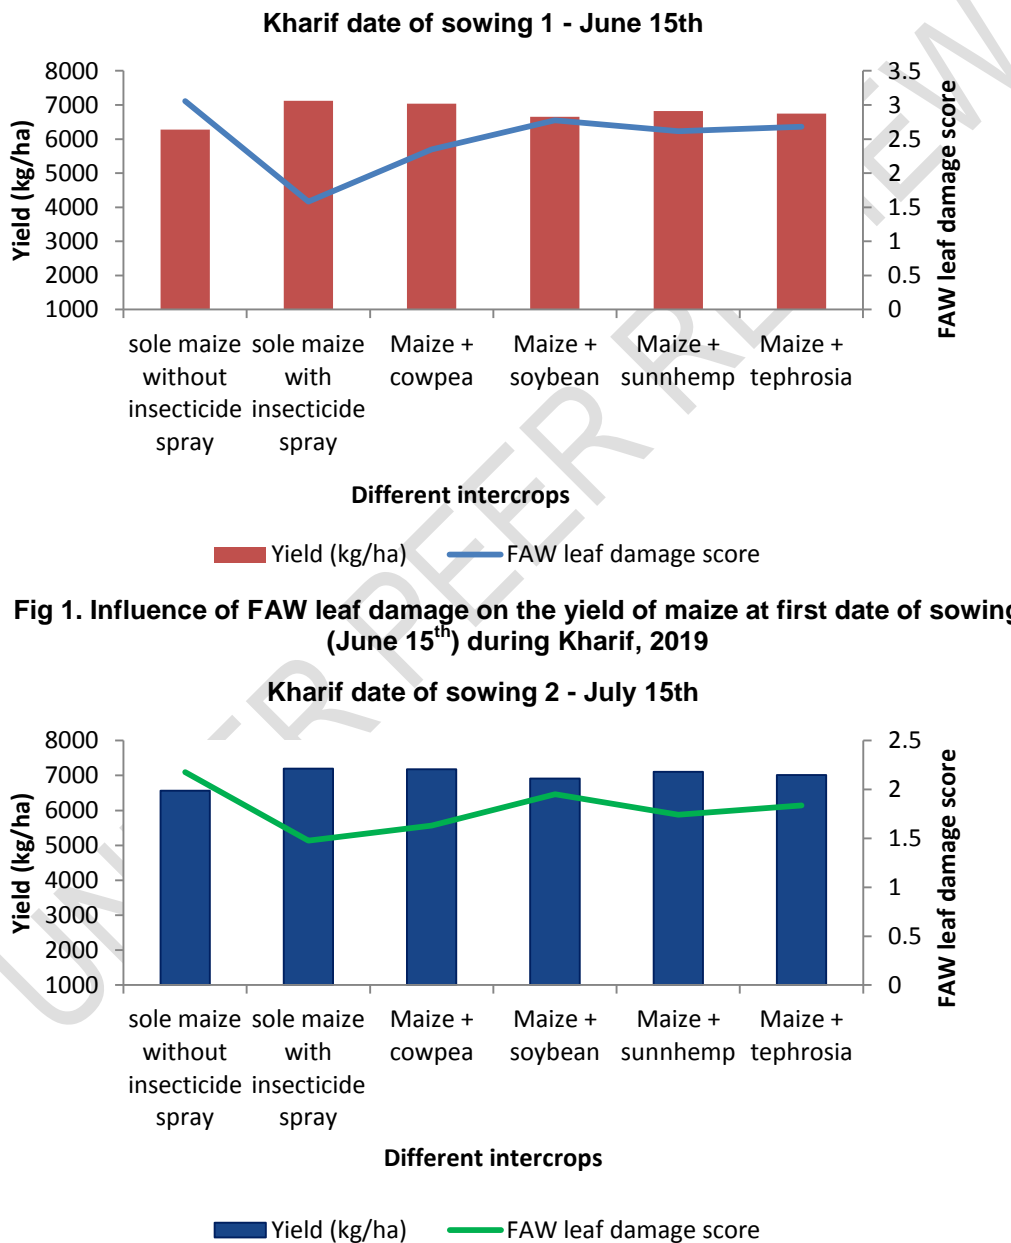 Kharif date of sowing 1 - June 15th
8000
7000
6000
5000
4000
3000
2000
1000
Yield (kg/ha)
3.5
3
2.5
2
1.5
1
0.5
0
FAW leaf damage score
sole maize without insecticide spray
sole maize with insecticide spray
Maize + cowpea
Maize + soybean
Maize + sunnhemp
Maize + tephrosia
Different intercrops
Yield (kg/ha) FAW leaf damage score
Fig 1. Influence of FAW leaf damage on the yield of maize at first date of sowing
(June 15th) during Kharif, 2019
Kharif date of sowing 2 - July 15th
8000
7000
6000
5000
4000
3000
2000
1000
Yield (kg/ha)
2.5
2
1.5
1
0.5
0
FAW leaf damage score
sole maize without insecticide spray
sole maize with insecticide spray
Maize + cowpea
Maize + soybean
Maize + sunnhemp
Maize + tephrosia
Different intercrops
Yield (kg/ha) FAW leaf damage score
UNDER PEER REVIEW